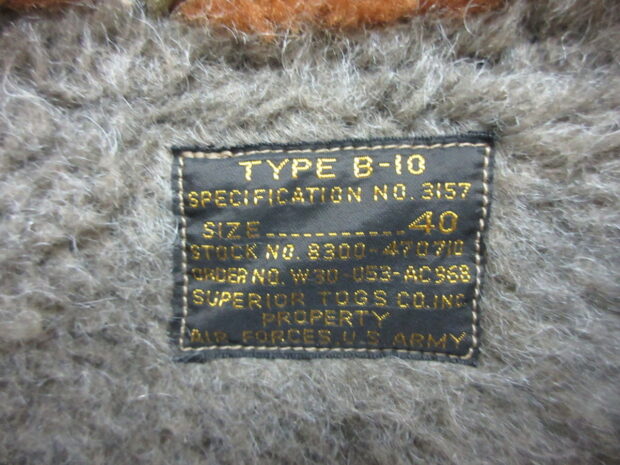 TYPE B-10
SPECIFICATION NO. 3157
SIZE............40
STOCK NO. 8300-470710
ORDER NO. W30-053-AC968
SUPERIOR TOGS CO. INC.
PROPERTY
AIR FORCES U.S. ARMY